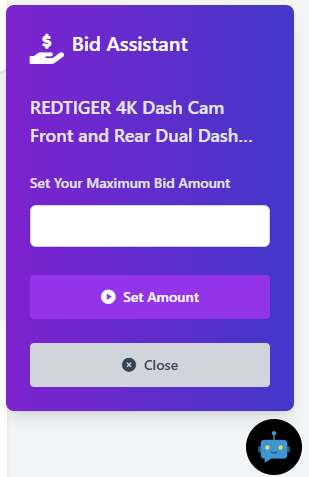 Bid Assistant
REDTIGER 4K Dash Cam
Front and Rear Dual Dash...
Set Your Maximum Bid Amount
Set Amount
Close